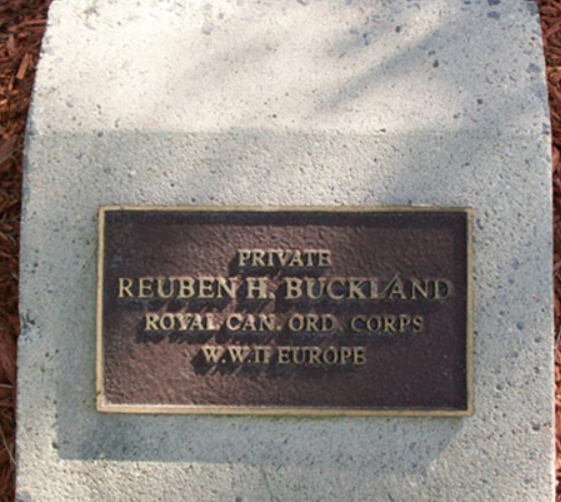 PRIVATE
REUBEN H. BUCKLAND
ROYAL CAN. ORD. CORPS
W.W.II EUROPE